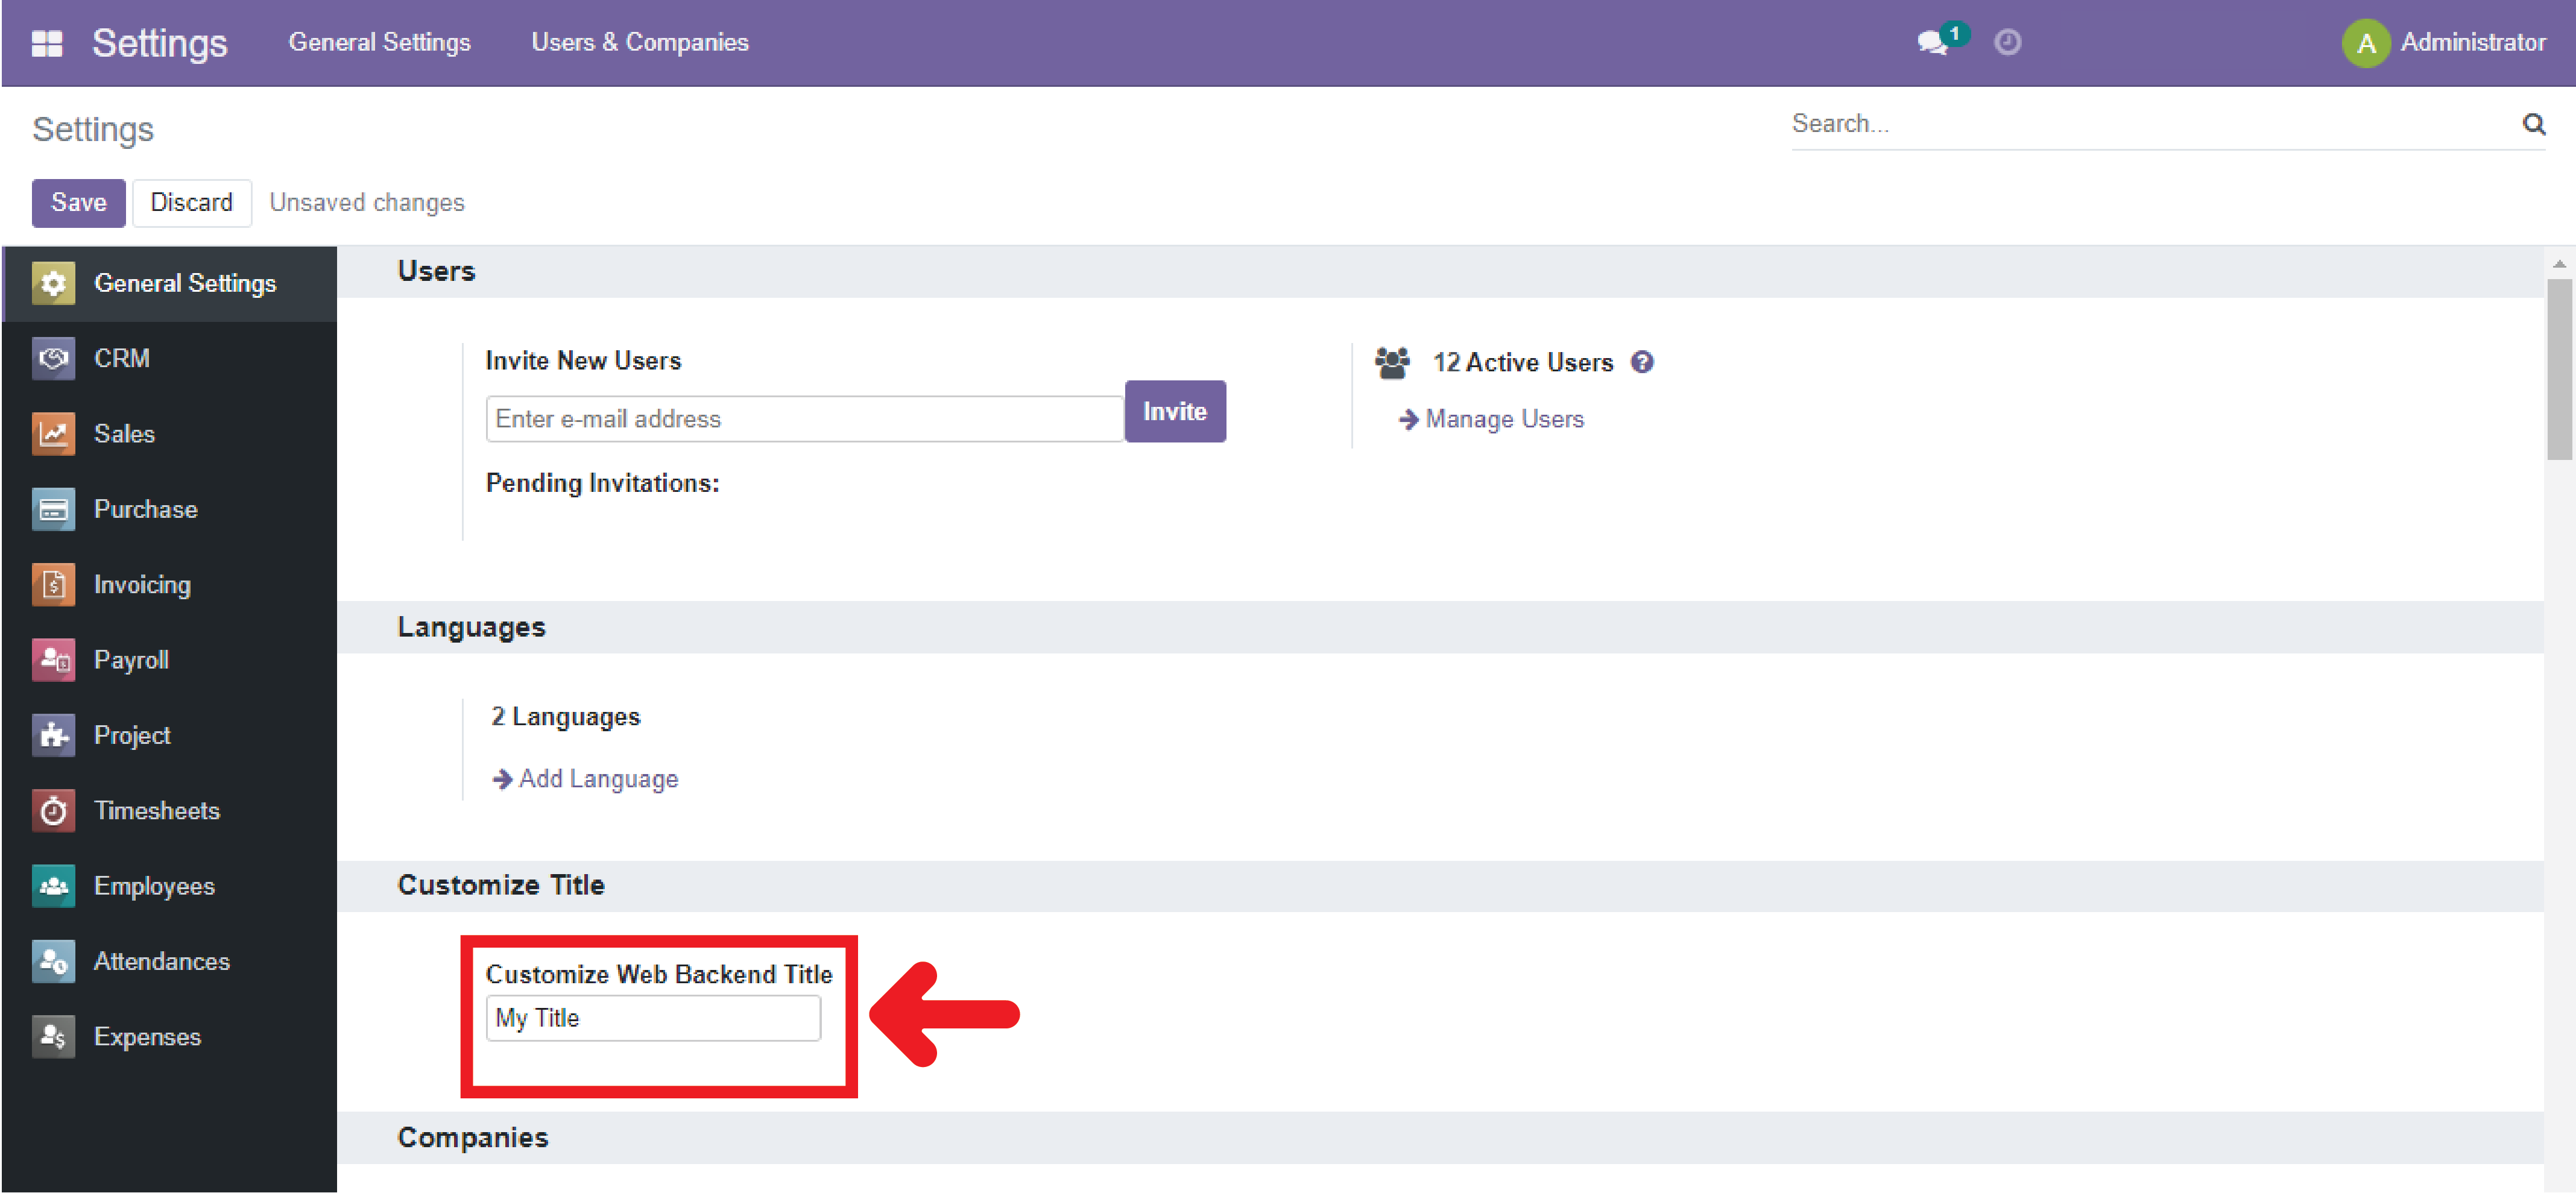 Settings General Settings Users & Companies 1 A Administrator
Settings Search...
Save Discard Unsaved changes
General Settings
CRM
Sales
Purchase
Invoicing
Payroll
Project
Timesheets
Employees
Attendances
Expenses
Users
Invite New Users
Enter e-mail address Invite
Pending Invitations:
12 Active Users ?
Manage Users
Languages
2 Languages
Add Language
Customize Title
Customize Web Backend Title
My Title
Companies